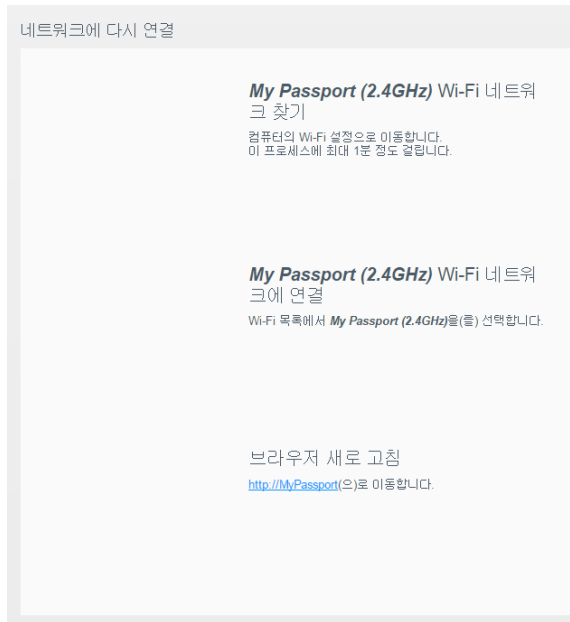 네트워크에 다시 연결
My Passport (2.4GHz) Wi-Fi 네트워
크 찾기
컴퓨터의 Wi-Fi 설정으로 이동합니다.
이 프로세스에 최대 1분 정도 걸립니다.
My Passport (2.4GHz) Wi-Fi 네트워
크에 연결
Wi-Fi 목록에서 My Passport (2.4GHz)을(를) 선택합니다.
브라우저 새로 고침
http://MyPassport(으)로 이동합니다.